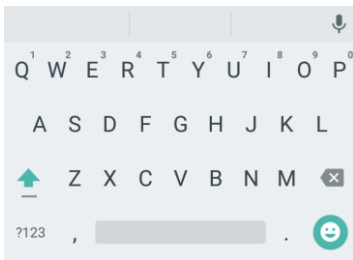 1 2 3 4 5 6 7 8 9 0
Q W E R T Y U I O P
A S D F G H J K L
Z X C V B N M
?123 , .